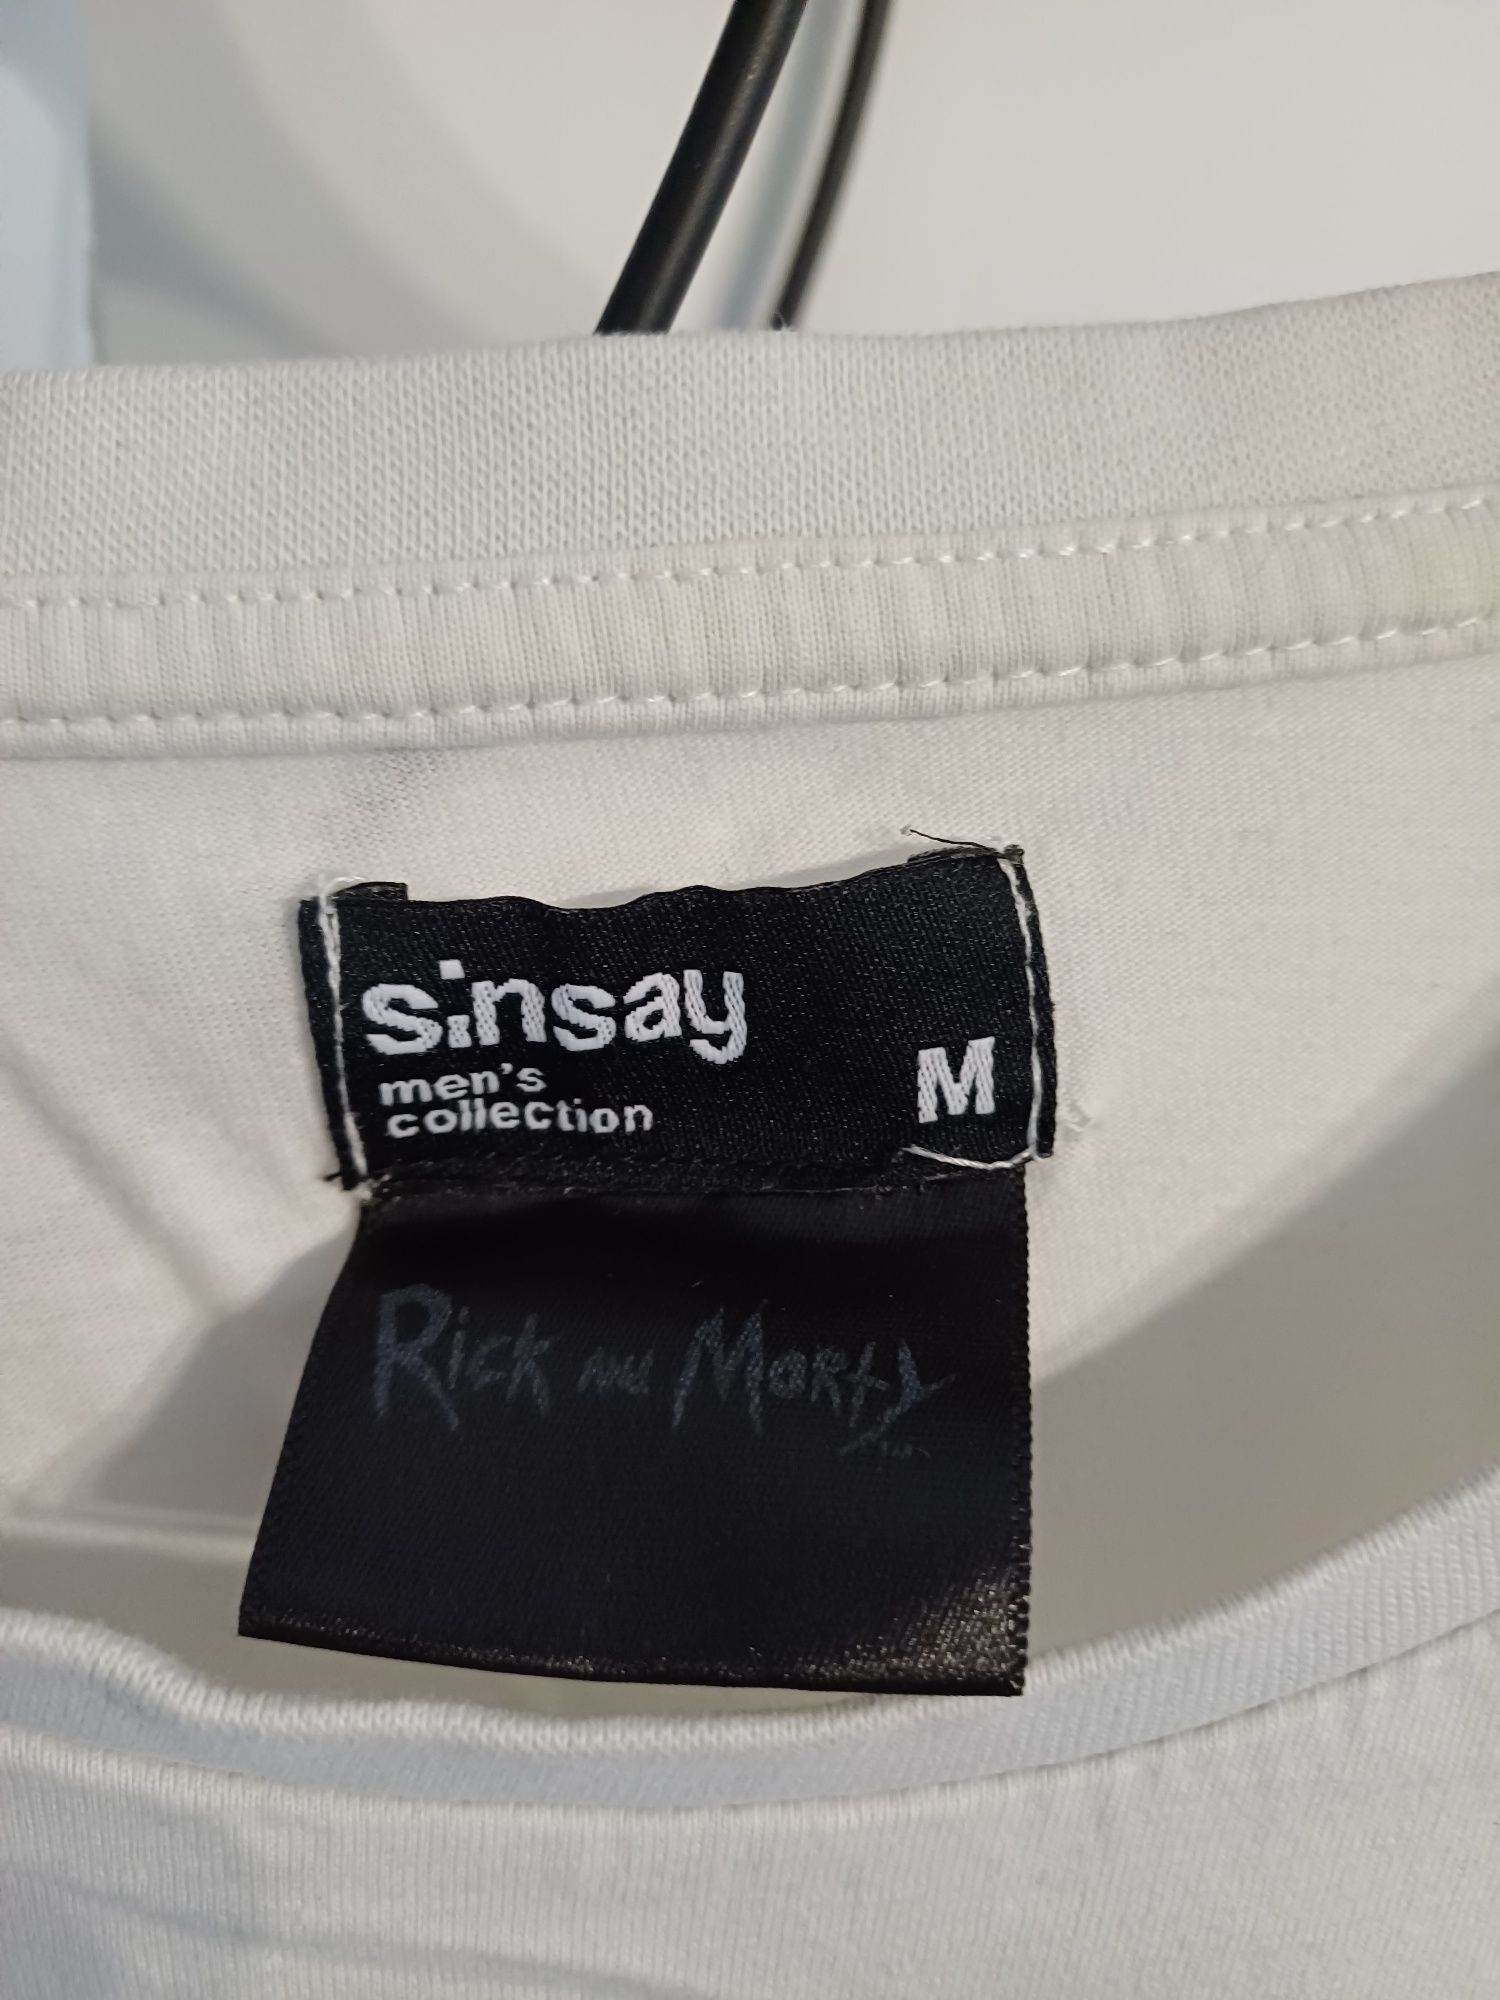 sinsay
men's
collection
M
Rick and Morty